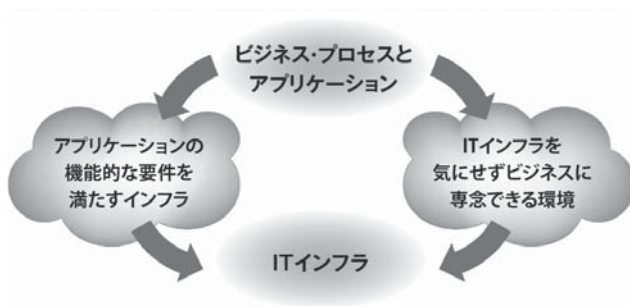 ビジネス・プロセスと
アプリケーション
アプリケーションの
機能的な要件を
満たすインフラ
ITインフラを
気にせずビジネスに
専念できる環境
ITインフラ